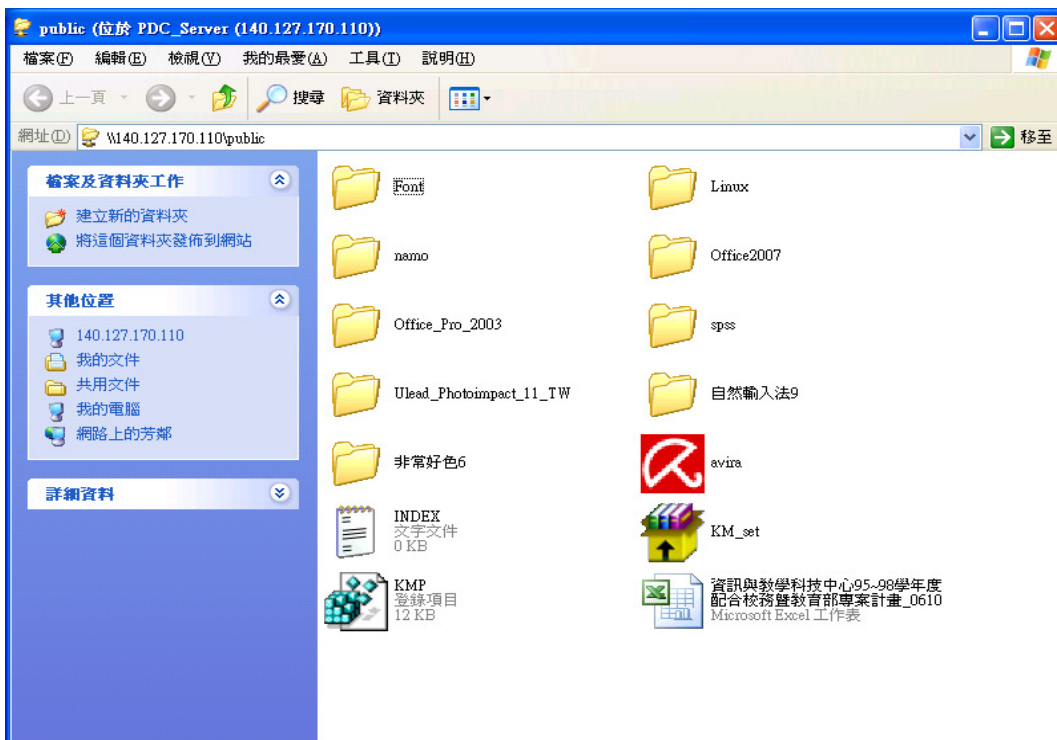 public (位於 PDC_Server (140.127.170.110))
檔案(F) 編輯(E) 檢視(V) 我的最愛(A) 工具(T) 說明(H)
上一頁 搜尋 資料夾
網址(D) \\140.127.170.110\public 移至
檔案及資料夾工作
建立新的資料夾
將這個資料夾發佈到網站
其他位置
140.127.170.110
我的文件
共用文件
我的電腦
網路上的芳鄰
詳細資料
Font
Linux
namo
Office2007
Office_Pro_2003
spss
Ulead_Photoimpact_11_TW
自然輸入法9
非常好色6
avira
INDEX
文字文件
0 KB
KM_set
KMP
登錄項目
12 KB
資訊與教學科技中心95~98學年度
配合校務暨教育部專案計畫_0610
Microsoft Excel 工作表